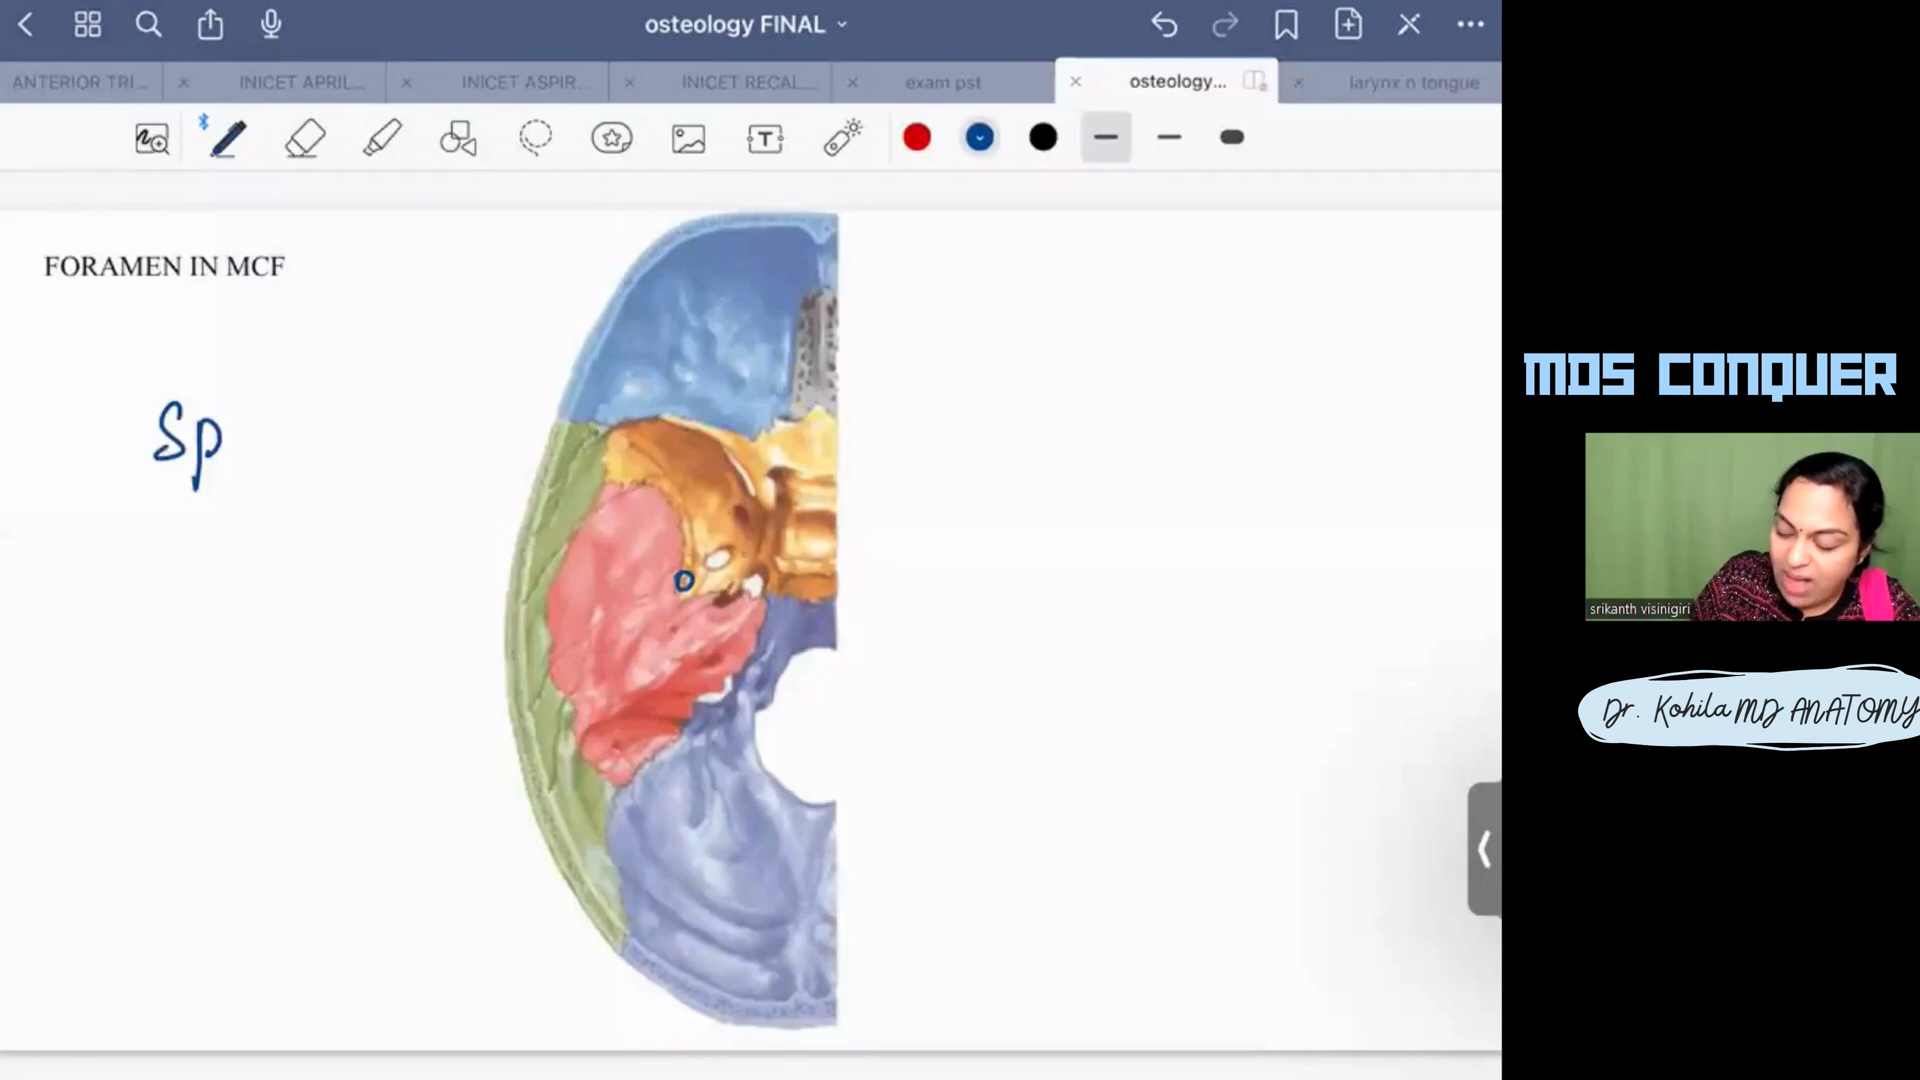 osteology FINAL
ANTERIOR TRI...
INICET APRIL...
INICET ASPIR...
INICET RECAL...
exam pst
osteology...
larynx n tongue
T
FORAMEN IN MCF
Sp
MDS CONQUER
srikanth visinigiri
Dr. Kohila MD ANATOMY